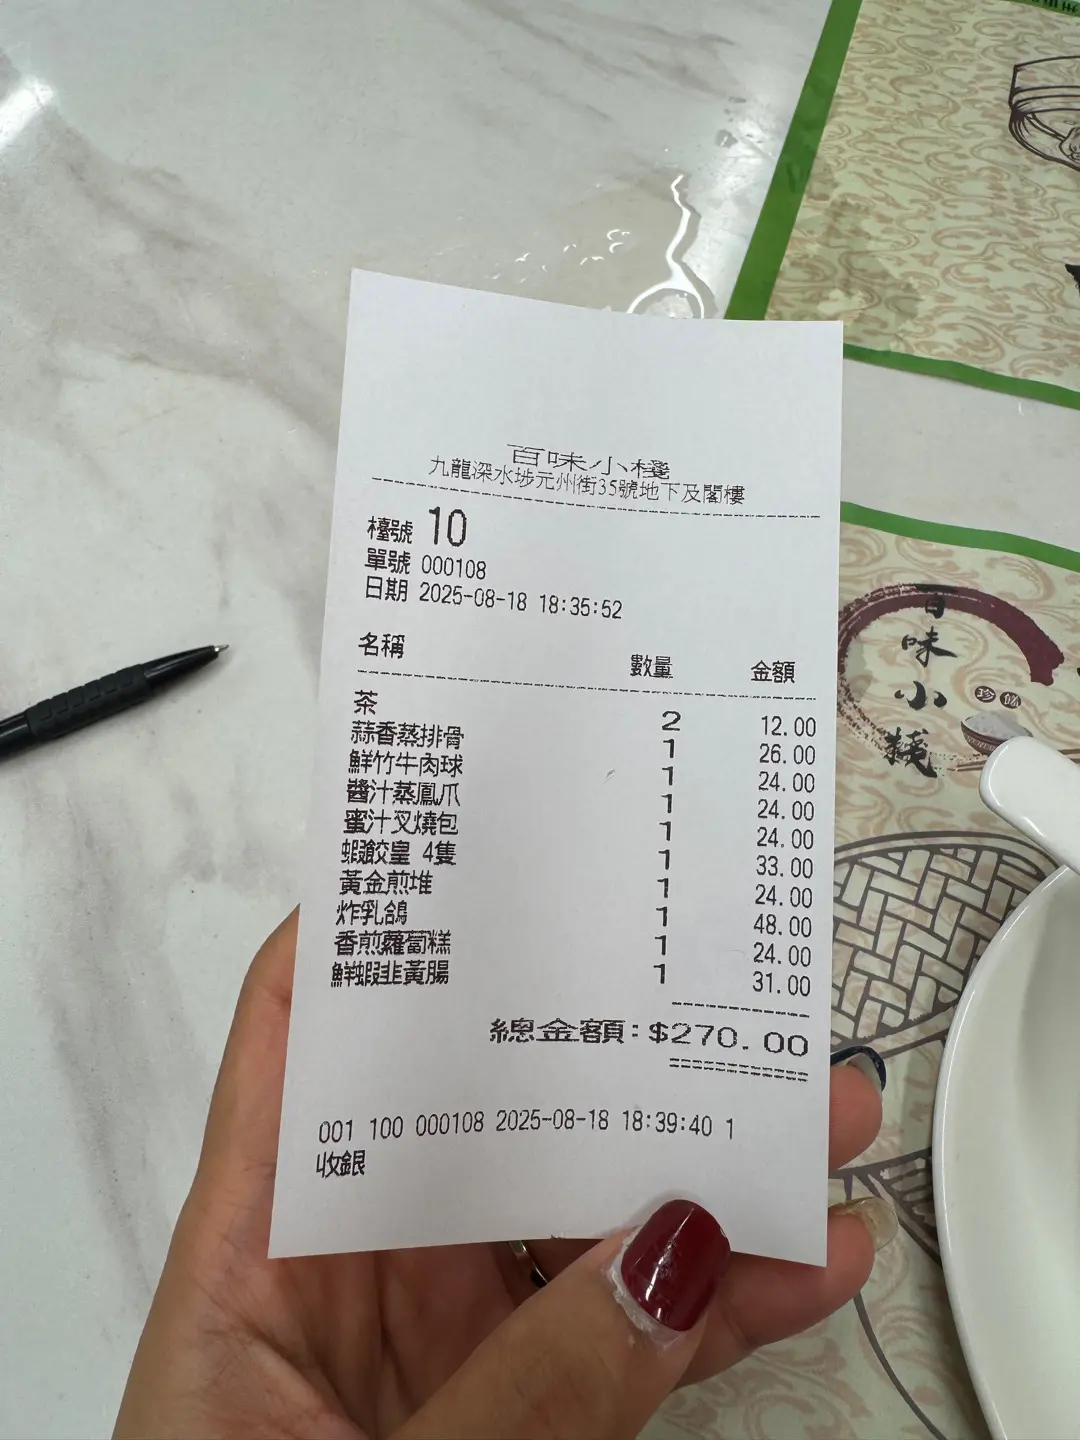 百味小棧
九龍深水埗元州街35號地下及閣樓
檯號 10
單號 000108
日期 2025-08-18 18:35:52
名稱 數量 金額
茶 2 12.00
蒜香蒸排骨 1 26.00
鮮竹牛肉球 1 24.00
醬汁蒸鳳爪 1 24.00
蜜汁叉燒包 1 24.00
蝦餃皇 4隻 1 33.00
黃金煎堆 1 24.00
炸乳鴿 1 48.00
香煎蘿蔔糕 1 24.00
鮮蝦韭黃腸 1 31.00
總金額:$270.00
001 100 000108 2025-08-18 18:39:40 1
收銀
百味小棧